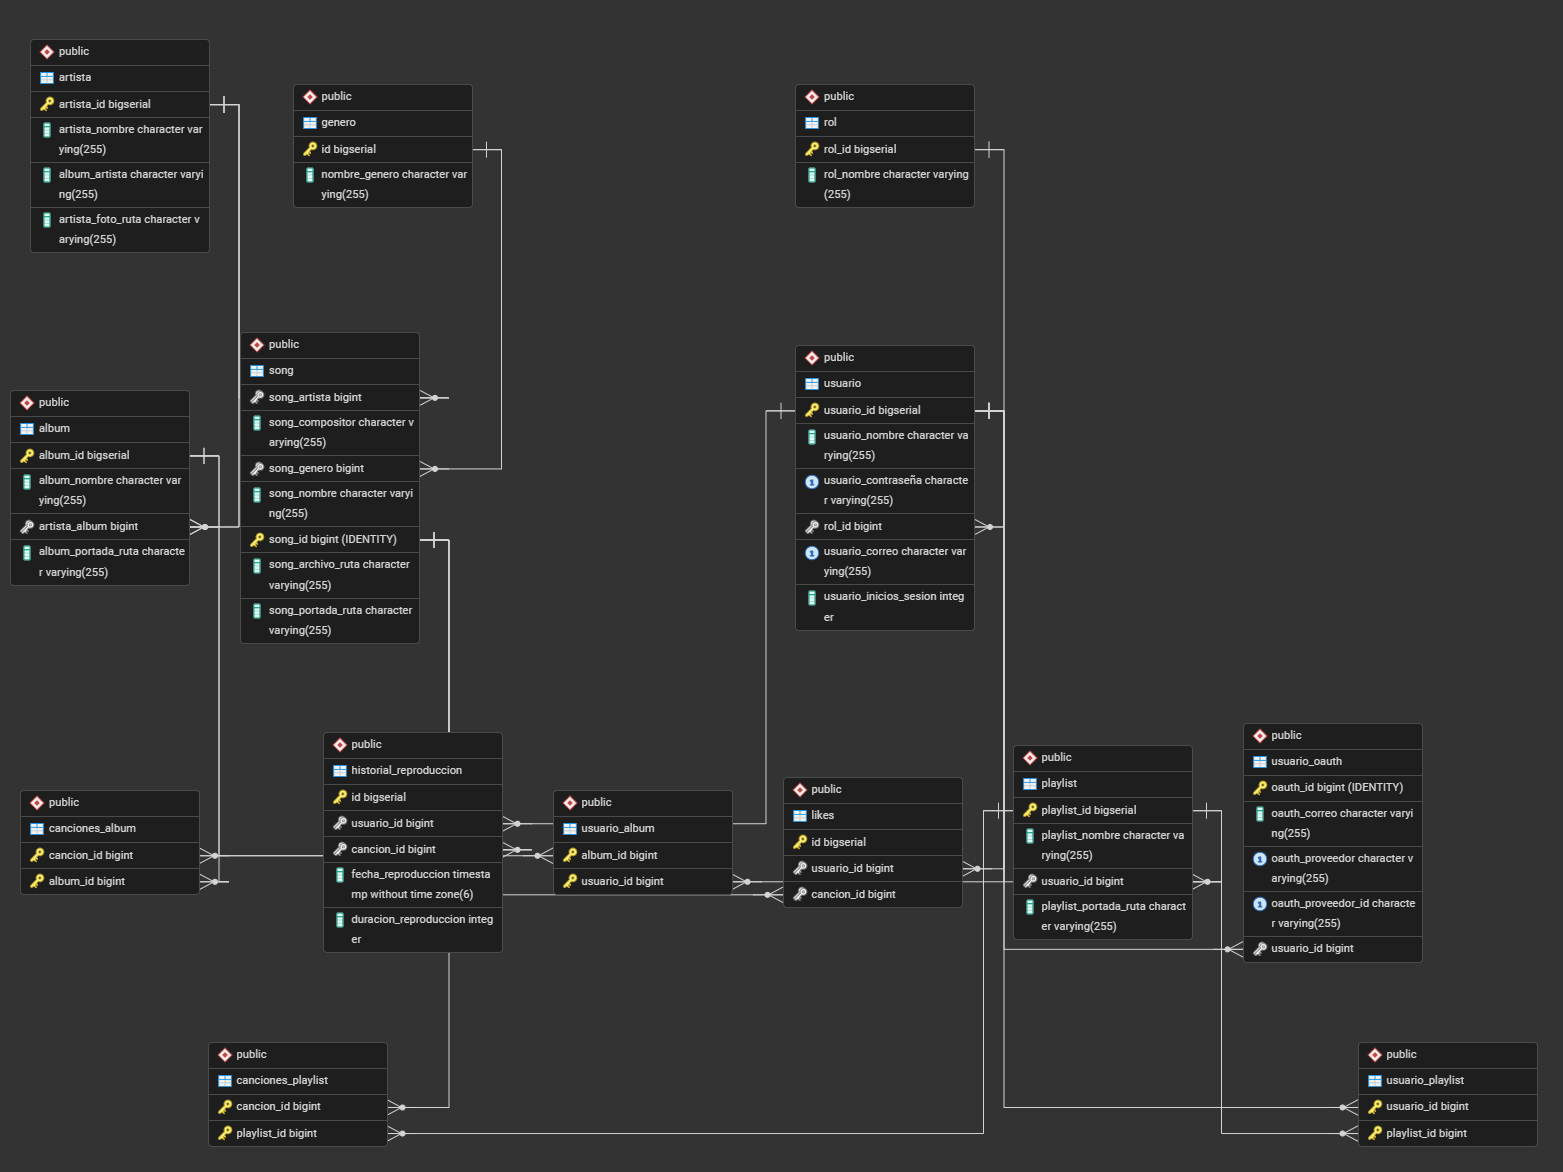 public
artista
artista_id bigserial
artista_nombre character var
ying(255)
album_artista character varyi
ng(255)
artista_foto_ruta character v
arying(255)
public
genero
id bigserial
nombre_genero character var
ying(255)
public
rol
rol_id bigserial
rol_nombre character varying
(255)
public
song
song_artista bigint
song_compositor character v
arying(255)
song_genero bigint
song_nombre character varyi
ng(255)
song_id bigint (IDENTITY)
song_archivo_ruta character
varying(255)
song_portada_ruta character
varying(255)
public
usuario
usuario_id bigserial
usuario_nombre character va
rying(255)
usuario_contraseña characte
r varying(255)
rol_id bigint
usuario_correo character var
ying(255)
usuario_inicios_sesion integ
er
public
album
album_id bigserial
album_nombre character var
ying(255)
artista_album bigint
album_portada_ruta characte
r varying(255)
public
canciones_album
cancion_id bigint
album_id bigint
public
historial_reproduccion
id bigserial
usuario_id bigint
cancion_id bigint
fecha_reproduccion timesta
mp without time zone(6)
duracion_reproduccion integ
er
public
usuario_album
album_id bigint
usuario_id bigint
public
likes
id bigserial
usuario_id bigint
cancion_id bigint
public
playlist
playlist_id bigserial
playlist_nombre character va
rying(255)
usuario_id bigint
playlist_portada_ruta charact
er varying(255)
public
usuario_oauth
oauth_id bigint (IDENTITY)
oauth_correo character varyi
ng(255)
oauth_proveedor character v
arying(255)
oauth_proveedor_id characte
r varying(255)
usuario_id bigint
public
canciones_playlist
cancion_id bigint
playlist_id bigint
public
usuario_playlist
usuario_id bigint
playlist_id bigint